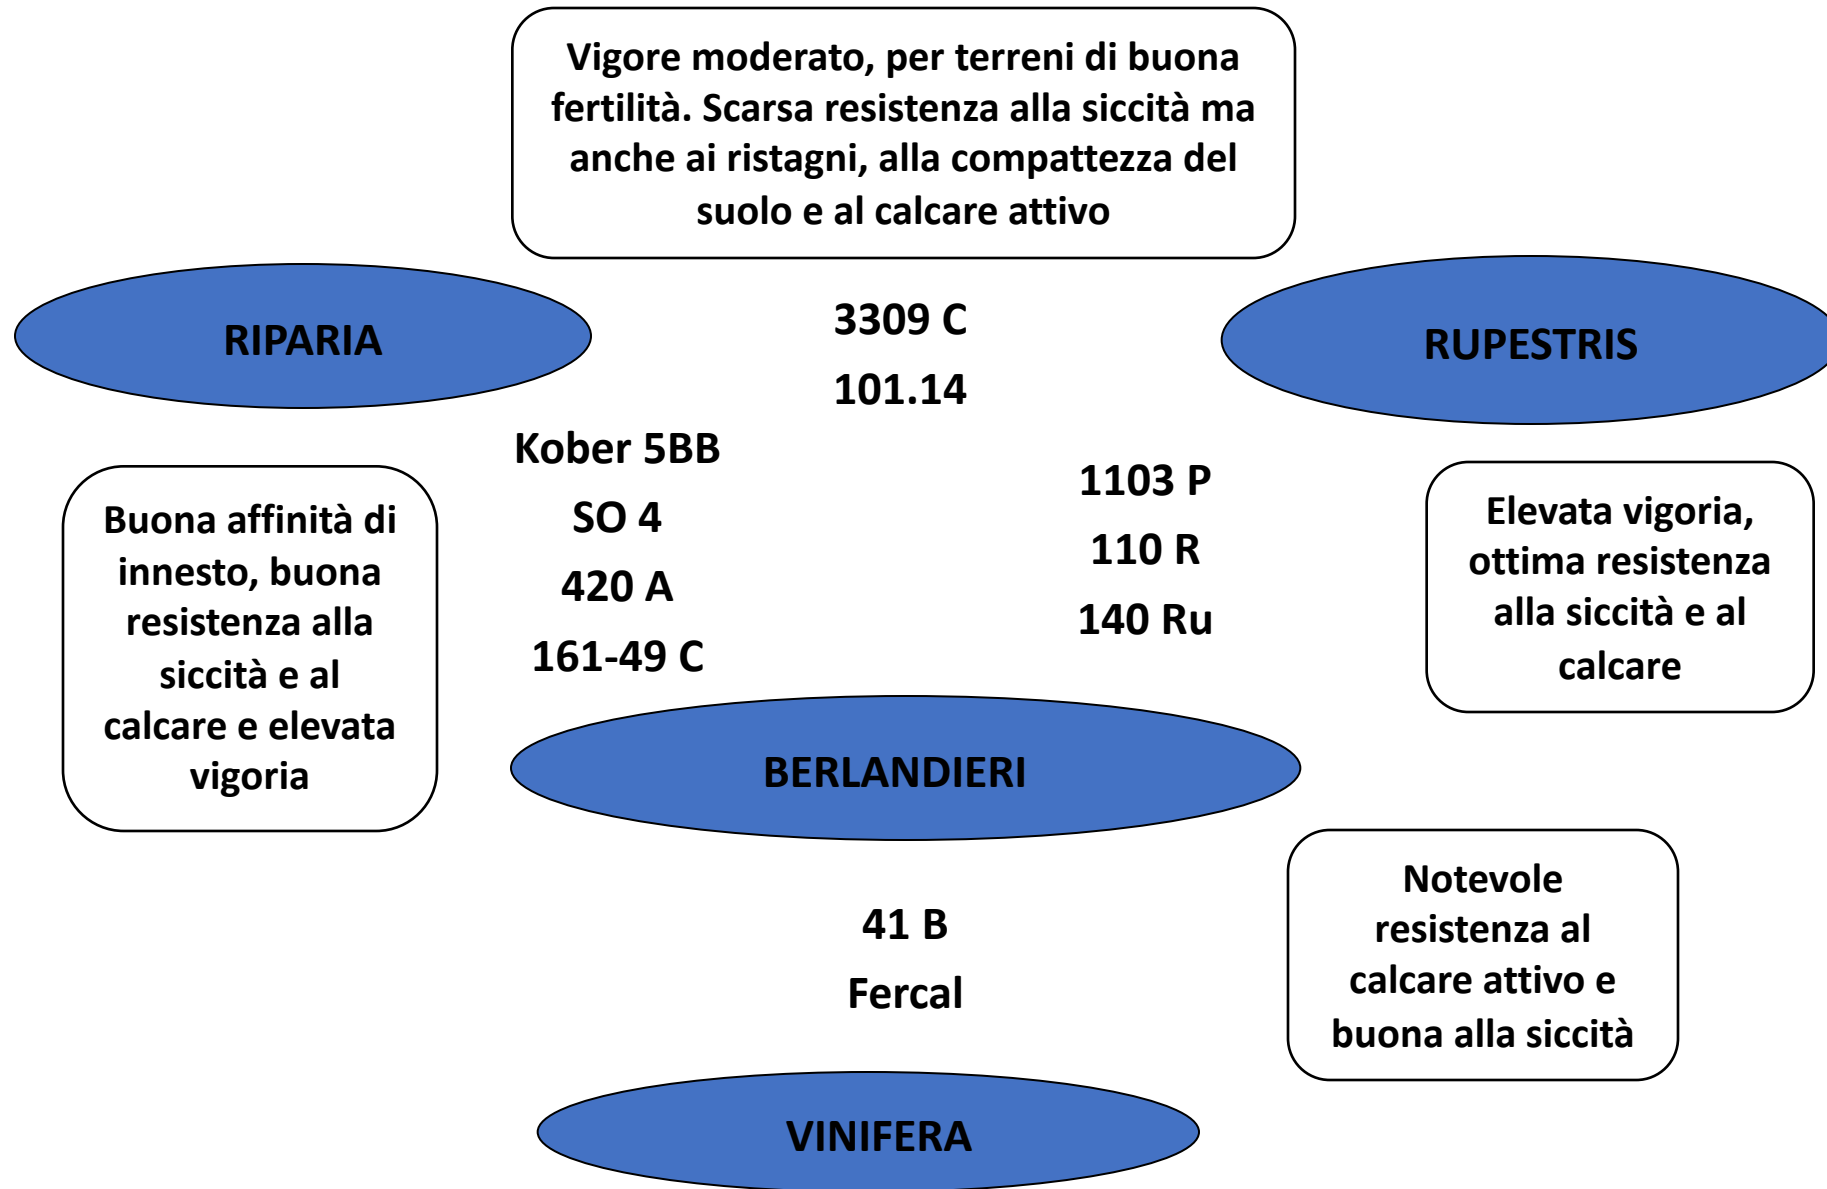 Vigore moderato, per terreni di buona
fertilità. Scarsa resistenza alla siccità ma
anche ai ristagni, alla compattezza del
suolo e al calcare attivo
RIPARIA
3309 C
101.14
RUPESTRIS
Kober 5BB
SO 4
420 A
161-49 C
1103 P
110 R
140 Ru
Buona affinità di
innesto, buona
resistenza alla
siccità e al
calcare e elevata
vigoria
Elevata vigoria,
ottima resistenza
alla siccità e al
calcare
BERLANDIERI
41 B
Fercal
Notevole
resistenza al
calcare attivo e
buona alla siccità
VINIFERA